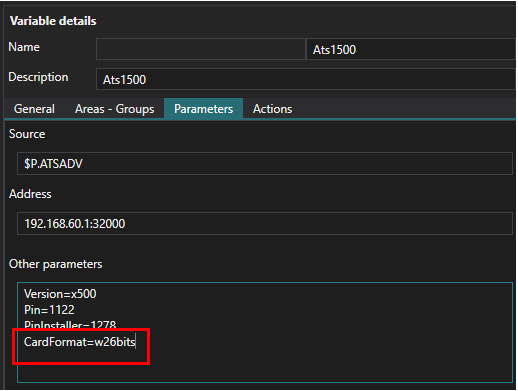 Variable details
Name
Ats1500
Description
Ats1500
General
Areas - Groups
Parameters
Actions
Source
$P.ATSADV
Address
192.168.60.1:32000
Other parameters
Version=x500
Pin=1122
PinInstaller=1278
CardFormat=w26bits